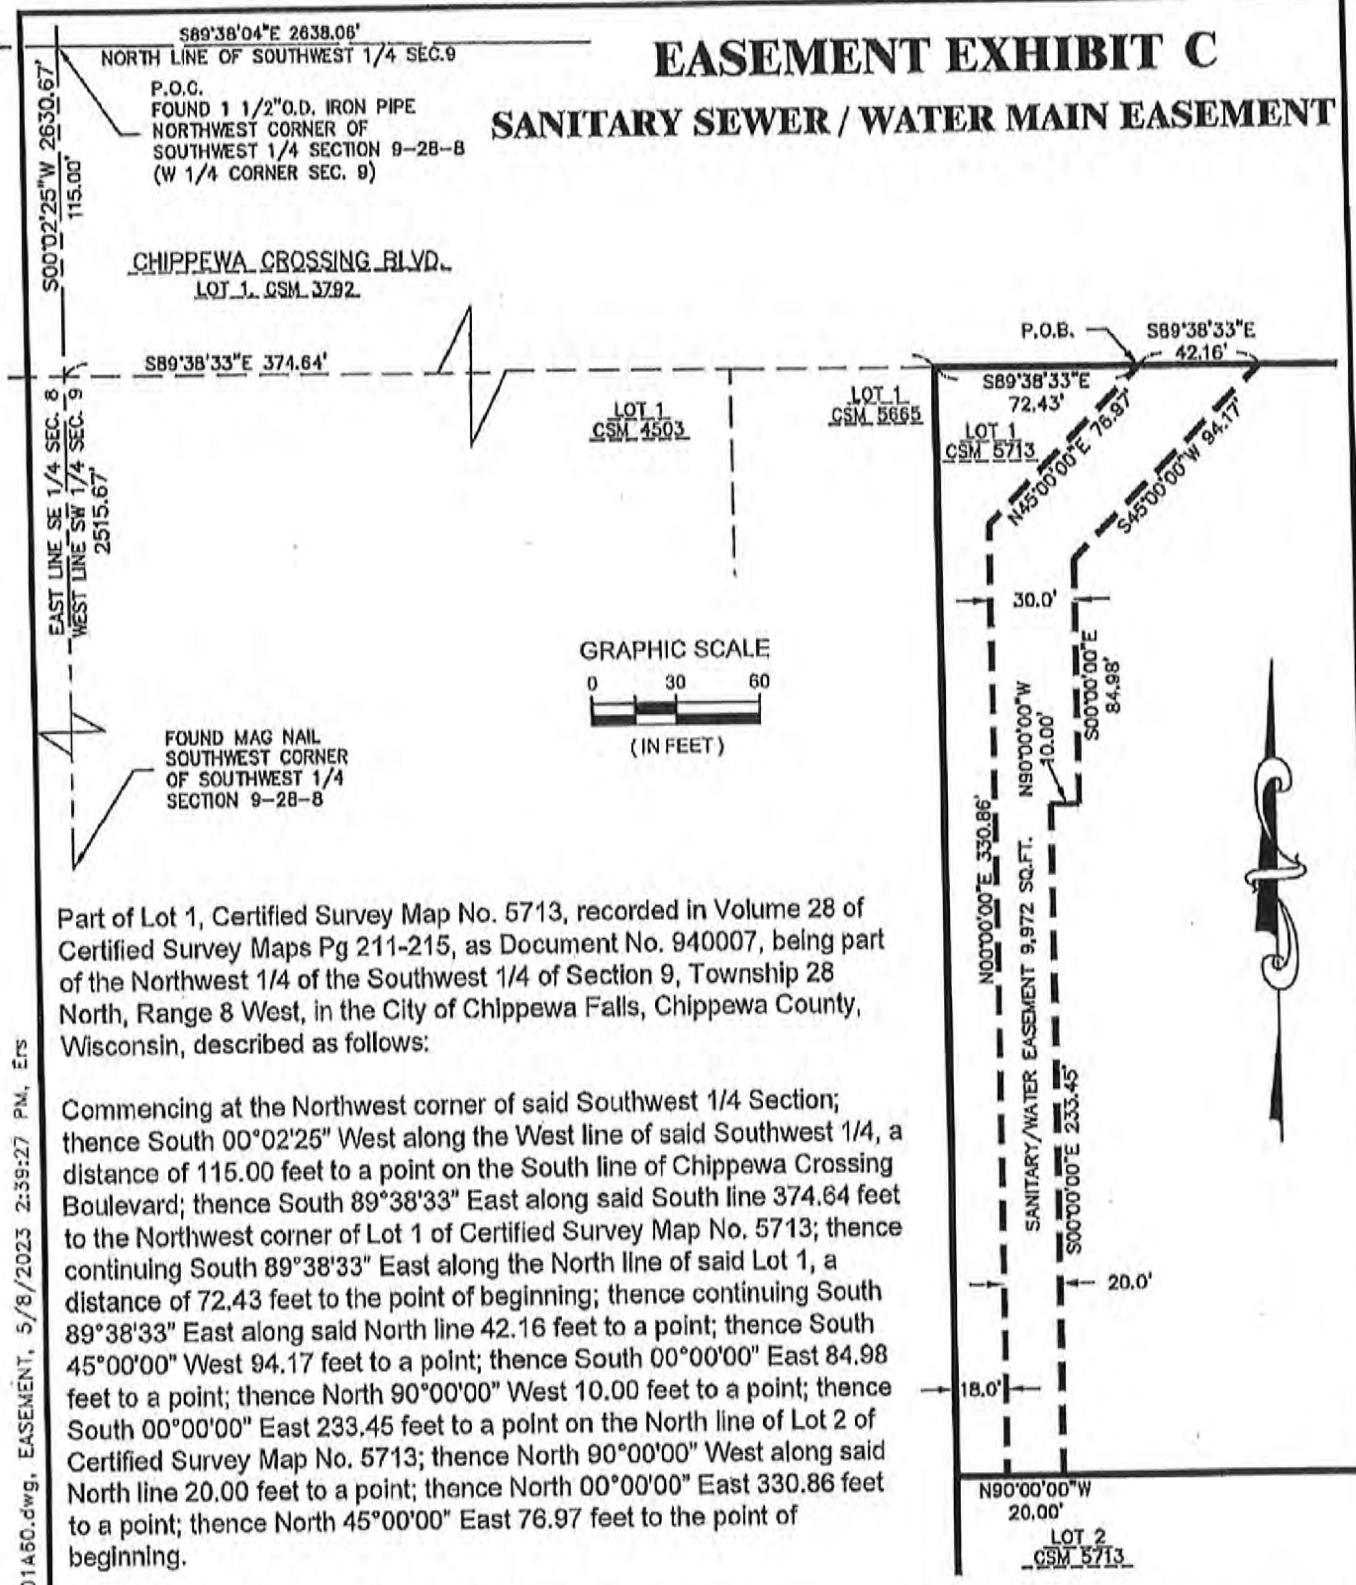 S89°38'04"E 2638.06'
NORTH LINE OF SOUTHWEST 1/4 SEC.9
EASEMENT EXHIBIT C
SANITARY SEWER / WATER MAIN EASEMENT
P.O.C.
FOUND 1 1/2"O.D. IRON PIPE
NORTHWEST CORNER OF
SOUTHWEST 1/4 SECTION 9-28-8
(W 1/4 CORNER SEC. 9)
S00°02'25"W 2630.67'
115.00'
CHIPPEWA CROSSING BLVD.
LOT 1, CSM 3792
S89°38'33"E 374.64'
P.O.B.
S89°38'33"E
42.16'
S89°38'33"E
72.43'
LOT 1
CSM 4503
LOT 1
CSM 5665
LOT 1
CSM 5713
N45°00'00"E 76.97'
S45°00'00"W 94.17'
EAST LINE SE 1/4 SEC. 8
WEST LINE SW 1/4 SEC. 9
2515.67'
30.0'
GRAPHIC SCALE
0 30 60
(IN FEET)
S00°00'00"E
84.98'
N90°00'00"W
10.00'
FOUND MAG NAIL
SOUTHWEST CORNER
OF SOUTHWEST 1/4
SECTION 9-28-8
N00°00'00"E 330.86'
SANITARY/WATER EASEMENT 9,972 SQ.FT.
S00°00'00"E 233.45'
20.0'
18.0'
N90°00'00"W
20.00'
LOT 2
CSM 5713
Part of Lot 1, Certified Survey Map No. 5713, recorded in Volume 28 of
Certified Survey Maps Pg 211-215, as Document No. 940007, being part
of the Northwest 1/4 of the Southwest 1/4 of Section 9, Township 28
North, Range 8 West, in the City of Chippewa Falls, Chippewa County,
Wisconsin, described as follows:
Commencing at the Northwest corner of said Southwest 1/4 Section;
thence South 00°02'25" West along the West line of said Southwest 1/4, a
distance of 115.00 feet to a point on the South line of Chippewa Crossing
Boulevard; thence South 89°38'33" East along said South line 374.64 feet
to the Northwest corner of Lot 1 of Certified Survey Map No. 5713; thence
continuing South 89°38'33" East along the North line of said Lot 1, a
distance of 72.43 feet to the point of beginning; thence continuing South
89°38'33" East along said North line 42.16 feet to a point; thence South
45°00'00" West 94.17 feet to a point; thence South 00°00'00" East 84.98
feet to a point; thence North 90°00'00" West 10.00 feet to a point; thence
South 00°00'00" East 233.45 feet to a point on the North line of Lot 2 of
Certified Survey Map No. 5713; thence North 90°00'00" West along said
North line 20.00 feet to a point; thence North 00°00'00" East 330.86 feet
to a point; thence North 45°00'00" East 76.97 feet to the point of
beginning.
01A60.dwg, EASEMENT, 5/8/2023 2:39:27 PM, Ers